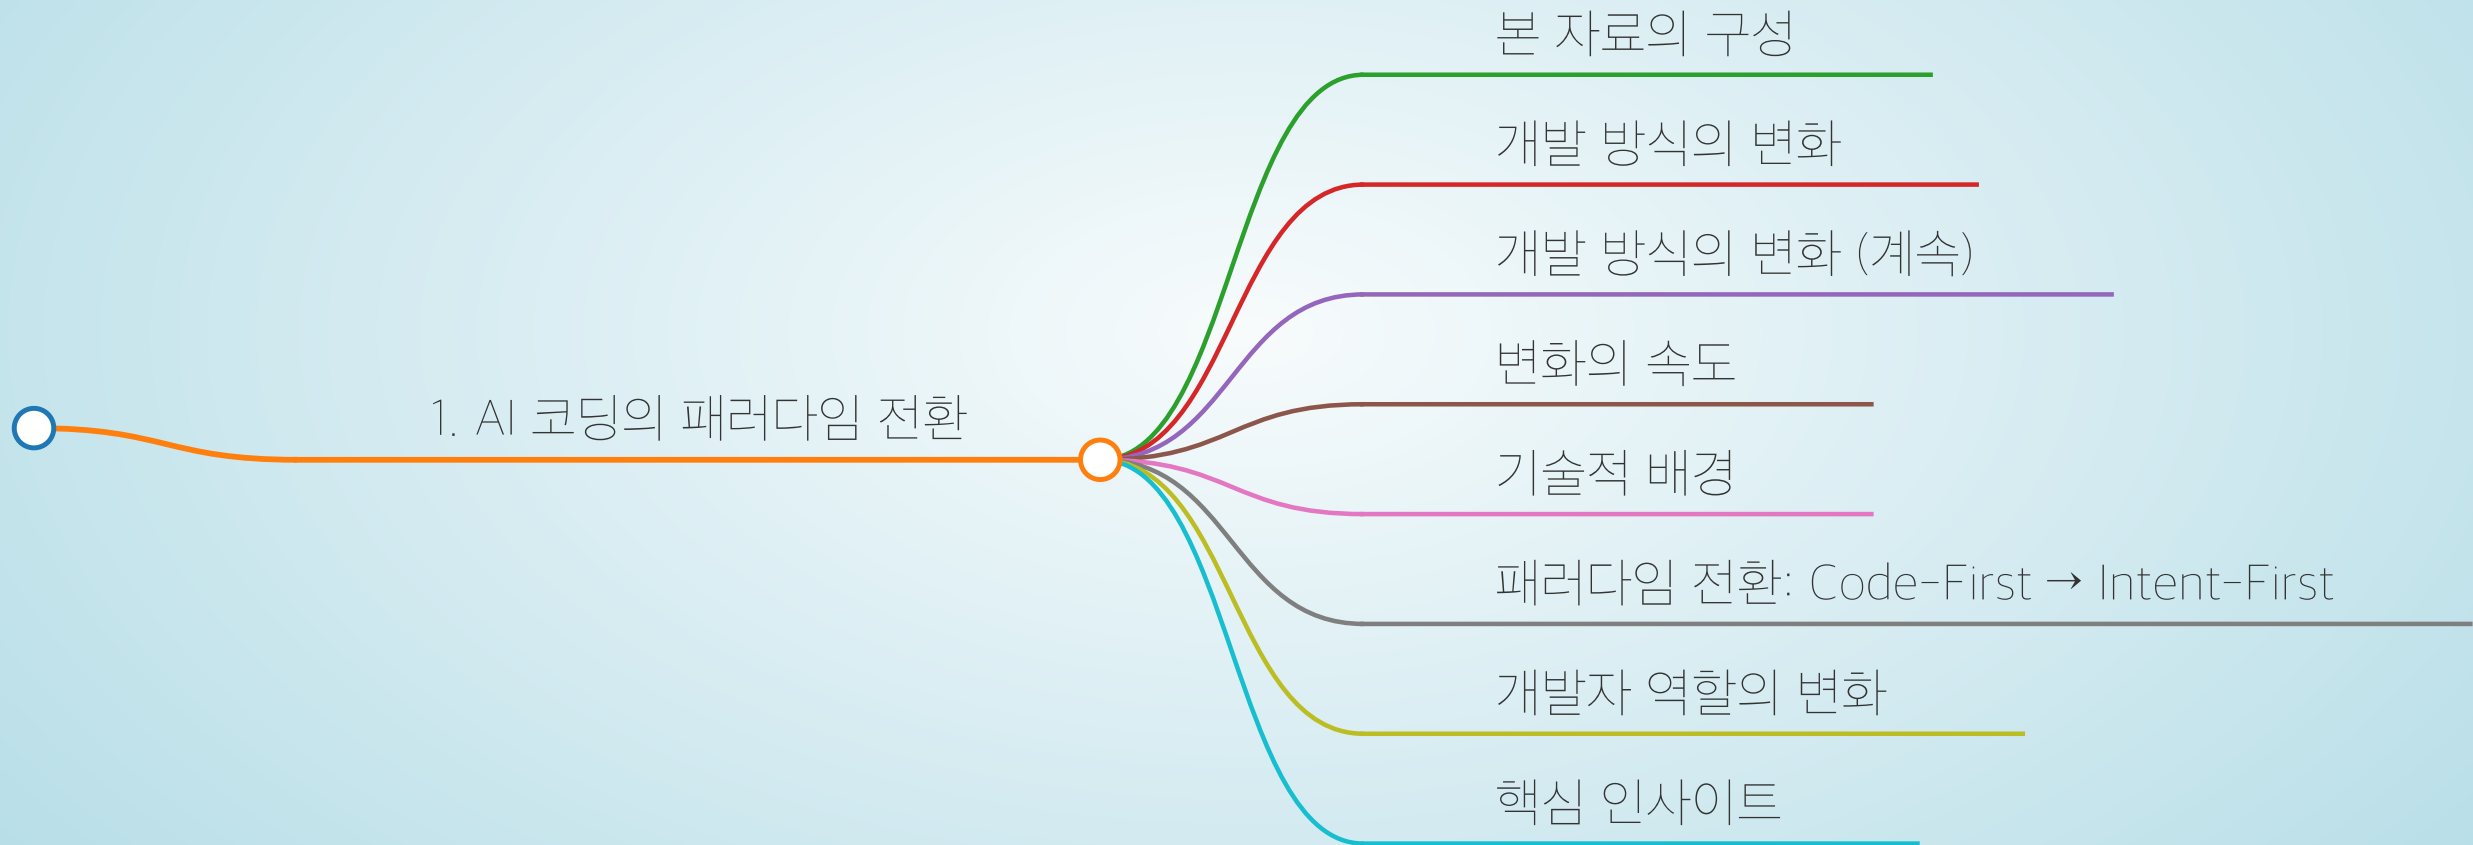 본 자료의 구성
개발 방식의 변화
개발 방식의 변화 (계속)
변화의 속도
1. AI 코딩의 패러다임 전환
기술적 배경
패러다임 전환: Code-First → Intent-First
개발자 역할의 변화
핵심 인사이트